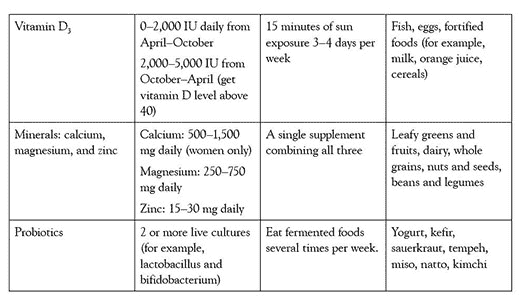 Vitamin D₃
0–2,000 IU daily from
April–October
2,000–5,000 IU from
October–April (get
vitamin D level above
40)
15 minutes of sun
exposure 3–4 days per
week
Fish, eggs, fortified
foods (for example,
milk, orange juice,
cereals)
Minerals: calcium,
magnesium, and zinc
Calcium: 500–1,500
mg daily (women only)
Magnesium: 250–750
mg daily
Zinc: 15–30 mg daily
A single supplement
combining all three
Leafy greens and
fruits, dairy, whole
grains, nuts and seeds,
beans and legumes
Probiotics
2 or more live cultures
(for example,
lactobacillus and
bifidobacterium)
Eat fermented foods
several times per week.
Yogurt, kefir,
sauerkraut, tempeh,
miso, natto, kimchi